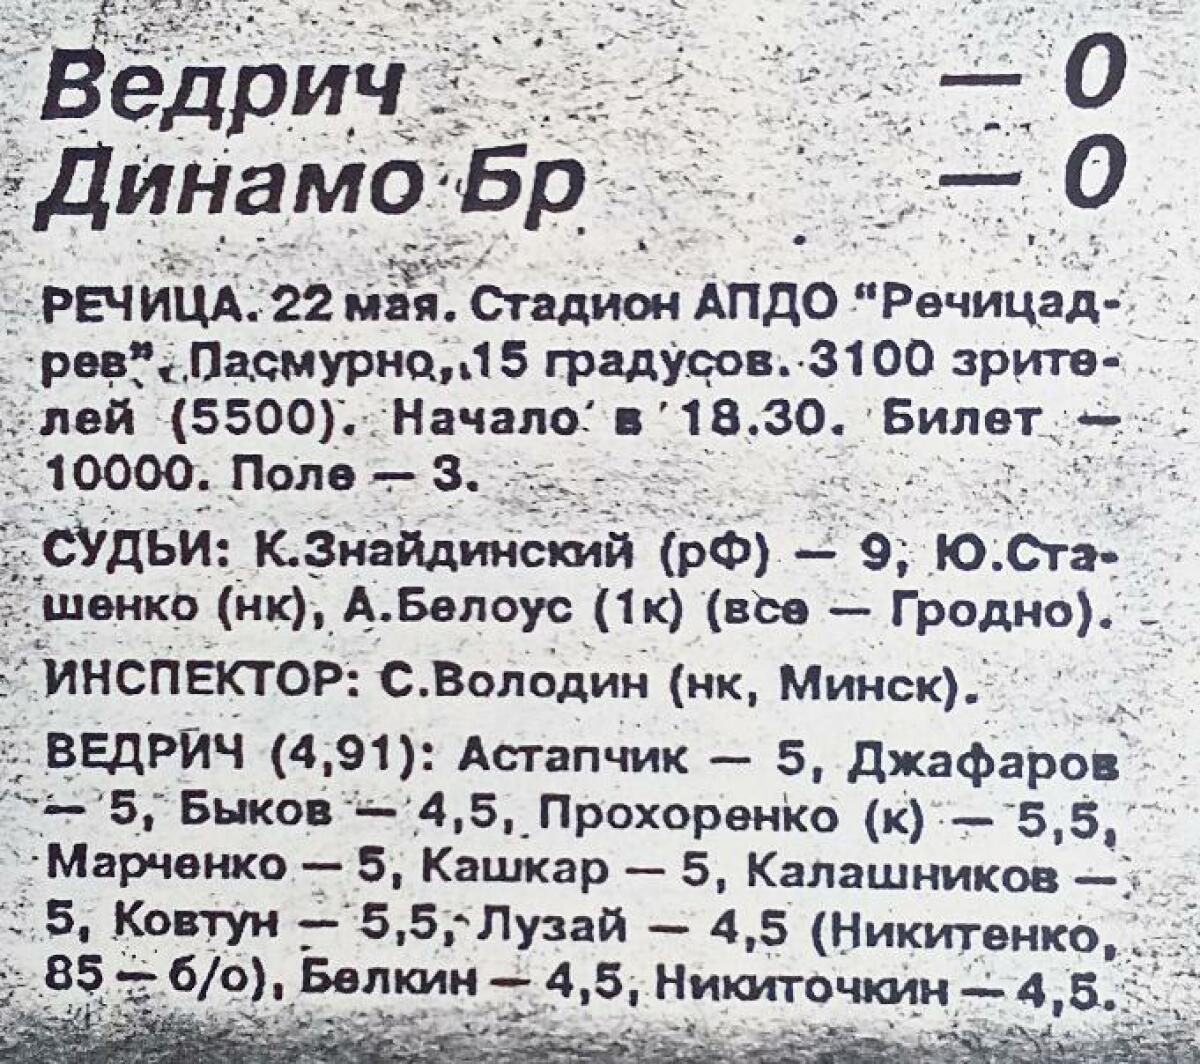 Ведрич — 0
Динамо Бр — 0
РЕЧИЦА. 22 мая. Стадион АПДО "Речицад-
рев". Пасмурно, 15 градусов. 3100 зрите-
лей (5500). Начало в 18.30. Билет —
10000. Поле — 3.
СУДЬИ: К.Знайдинский (рФ) — 9, Ю.Ста-
шенко (нк), А.Белоус (1к) (все — Гродно).
ИНСПЕКТОР: С.Володин (нк, Минск).
ВЕДРИЧ (4,91): Астапчик — 5, Джафаров
— 5, Быков — 4,5, Прохоренко (к) — 5,5,
Марченко — 5, Кашкар — 5, Калашников —
5, Ковтун — 5,5, Лузай — 4,5 (Никитенко,
85 — б/о), Белкин — 4,5, Никиточкин — 4,5.